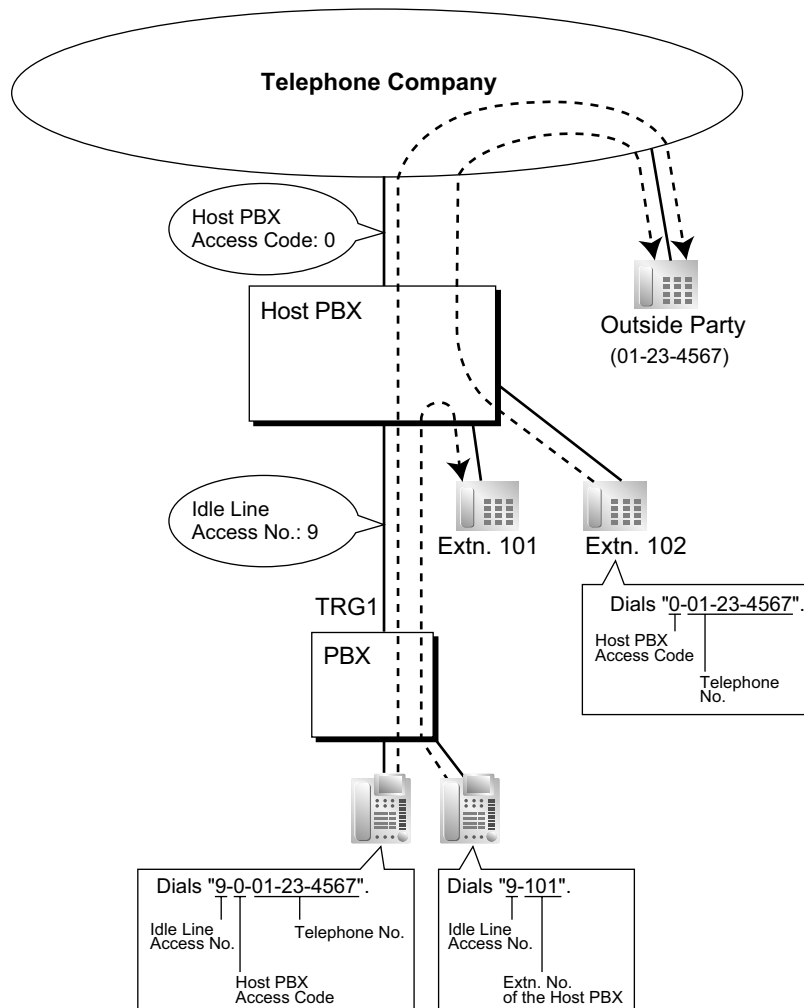 Telephone Company
Host PBX
Access Code: 0
Host PBX
Outside Party
(01-23-4567)
Idle Line
Access No.: 9
Extn. 101
Extn. 102
Dials "0-01-23-4567".
Host PBX
Access Code
Telephone
No.
TRG1
PBX
Dials "9-0-01-23-4567".
Idle Line
Access No.
Telephone No.
Host PBX
Access Code
Dials "9-101".
Idle Line
Access No.
Extn. No.
of the Host PBX